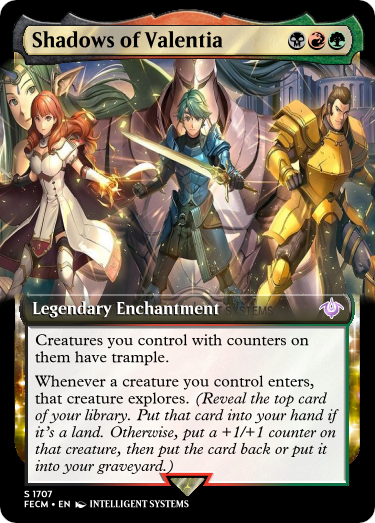 Shadows of Valentia
Legendary Enchantment
Creatures you control with counters
on them have trample.
Whenever a creature you control enters,
that creature explores. (Reveal the top card
of your library. Put that card into your hand if
it's a land. Otherwise, put a +1/+1 counter on
that creature, then put the card back or put it
into your graveyard.)
S 1707
FECM • EN INTELLIGENT SYSTEMS